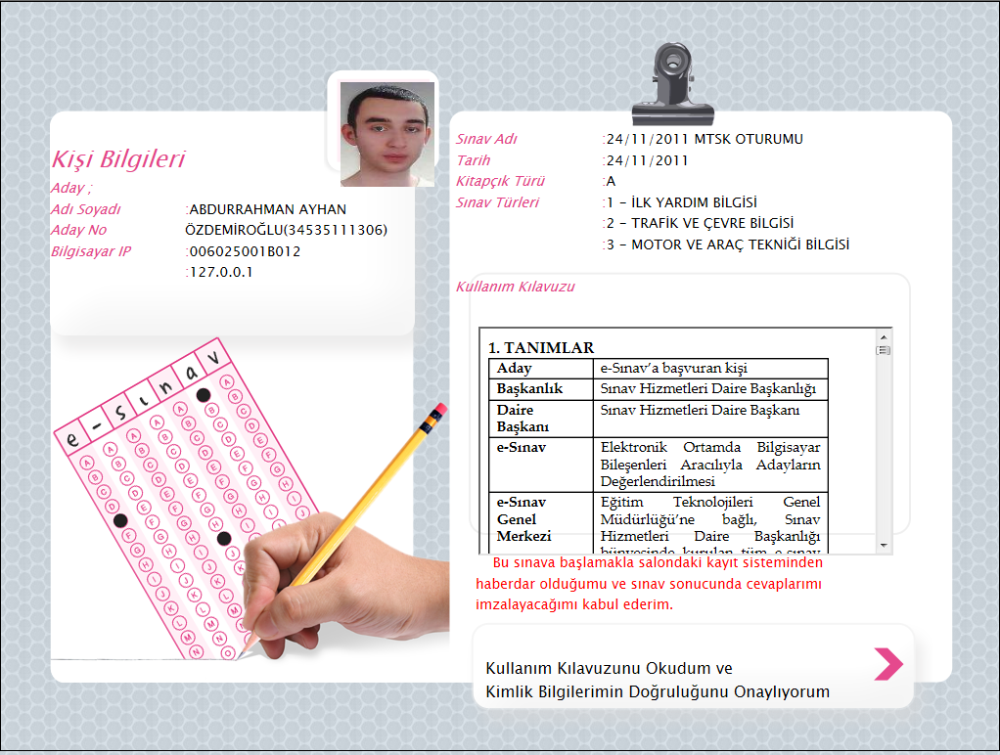 Kişi Bilgileri
Aday ;
Adı Soyadı :ABDURRAHMAN AYHAN
Aday No ÖZDEMİROĞLU(34535111306)
Bilgisayar IP :006025001B012
:127.0.0.1
Sınav Adı :24/11/2011 MTSK OTURUMU
Tarih :24/11/2011
Kitapçık Türü :A
Sınav Türleri :1 - İLK YARDIM BİLGİSİ
:2 - TRAFİK VE ÇEVRE BİLGİSİ
:3 - MOTOR VE ARAÇ TEKNİĞİ BİLGİSİ
Kullanım Kılavuzu
1. TANIMLAR
Aday e-Sınav'a başvuran kişi
Başkanlık Sınav Hizmetleri Daire Başkanlığı
Daire Sınav Hizmetleri Daire Başkanı
Başkanı
e-Sınav Elektronik Ortamda Bilgisayar
Bileşenleri Aracılıyla Adayların
Değerlendirilmesi
e-Sınav Eğitim Teknolojileri Genel
Genel Müdürlüğü'ne bağlı, Sınav
Merkezi Hizmetleri Daire Başkanlığı
bünyesinde kurulan tüm e-sınav
Bu sınava başlamakla salondaki kayıt sisteminden
haberdar olduğumu ve sınav sonucunda cevaplarımı
imzalayacağımı kabul ederim.
Kullanım Kılavuzunu Okudum ve
Kimlik Bilgilerimin Doğruluğunu Onaylıyorum
e-sınav